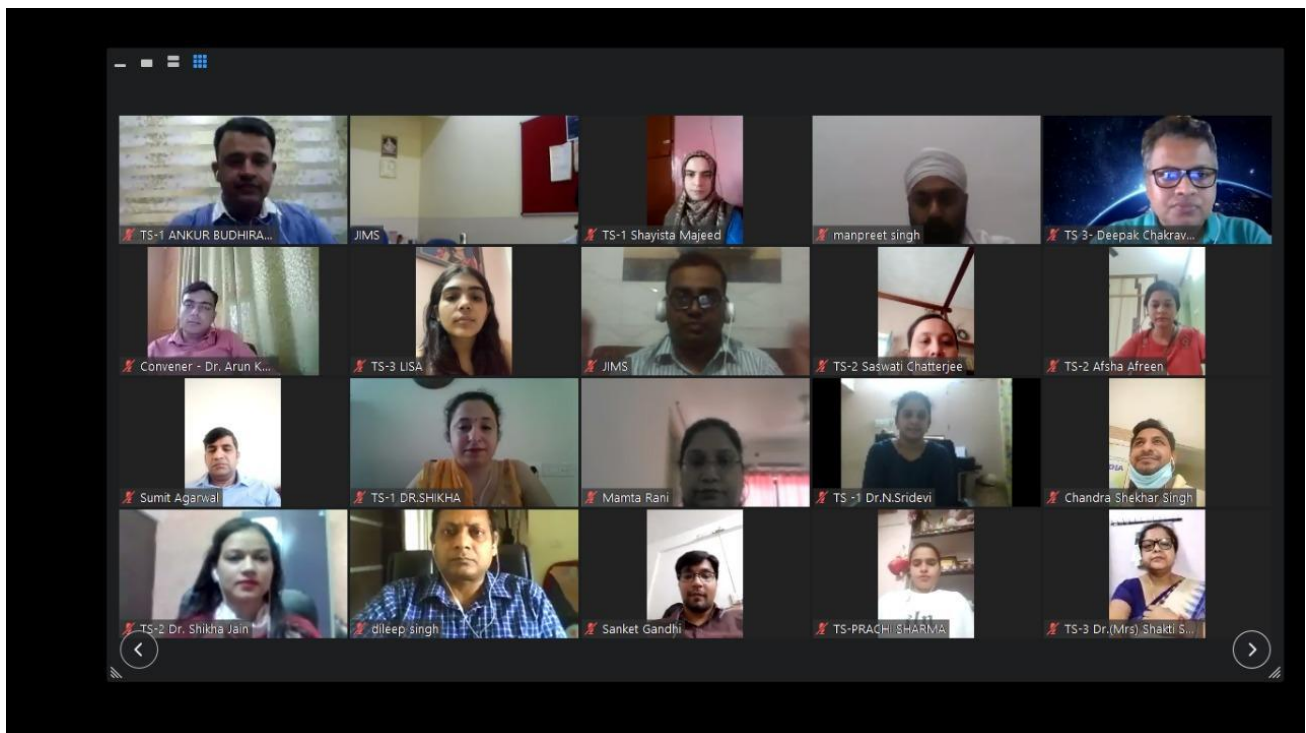 TS-1 ANKUR BUDHIRA...
JIMS
TS-1 Shayista Majeed
manpreet singh
TS 3- Deepak Chakrav...
Convener - Dr. Arun K...
TS-3 LISA
JIMS
TS-2 Saswati Chatterjee
TS-2 Afsha Afreen
Sumit Agarwal
TS-1 DR.SHIKHA
Mamta Rani
TS -1 Dr.N.Sridevi
Chandra Shekhar Singh
TS-2 Dr. Shikha Jain
dileep singh
Sanket Gandhi
TS-PRACHI SHARMA
TS-3 Dr.(Mrs) Shakti S...